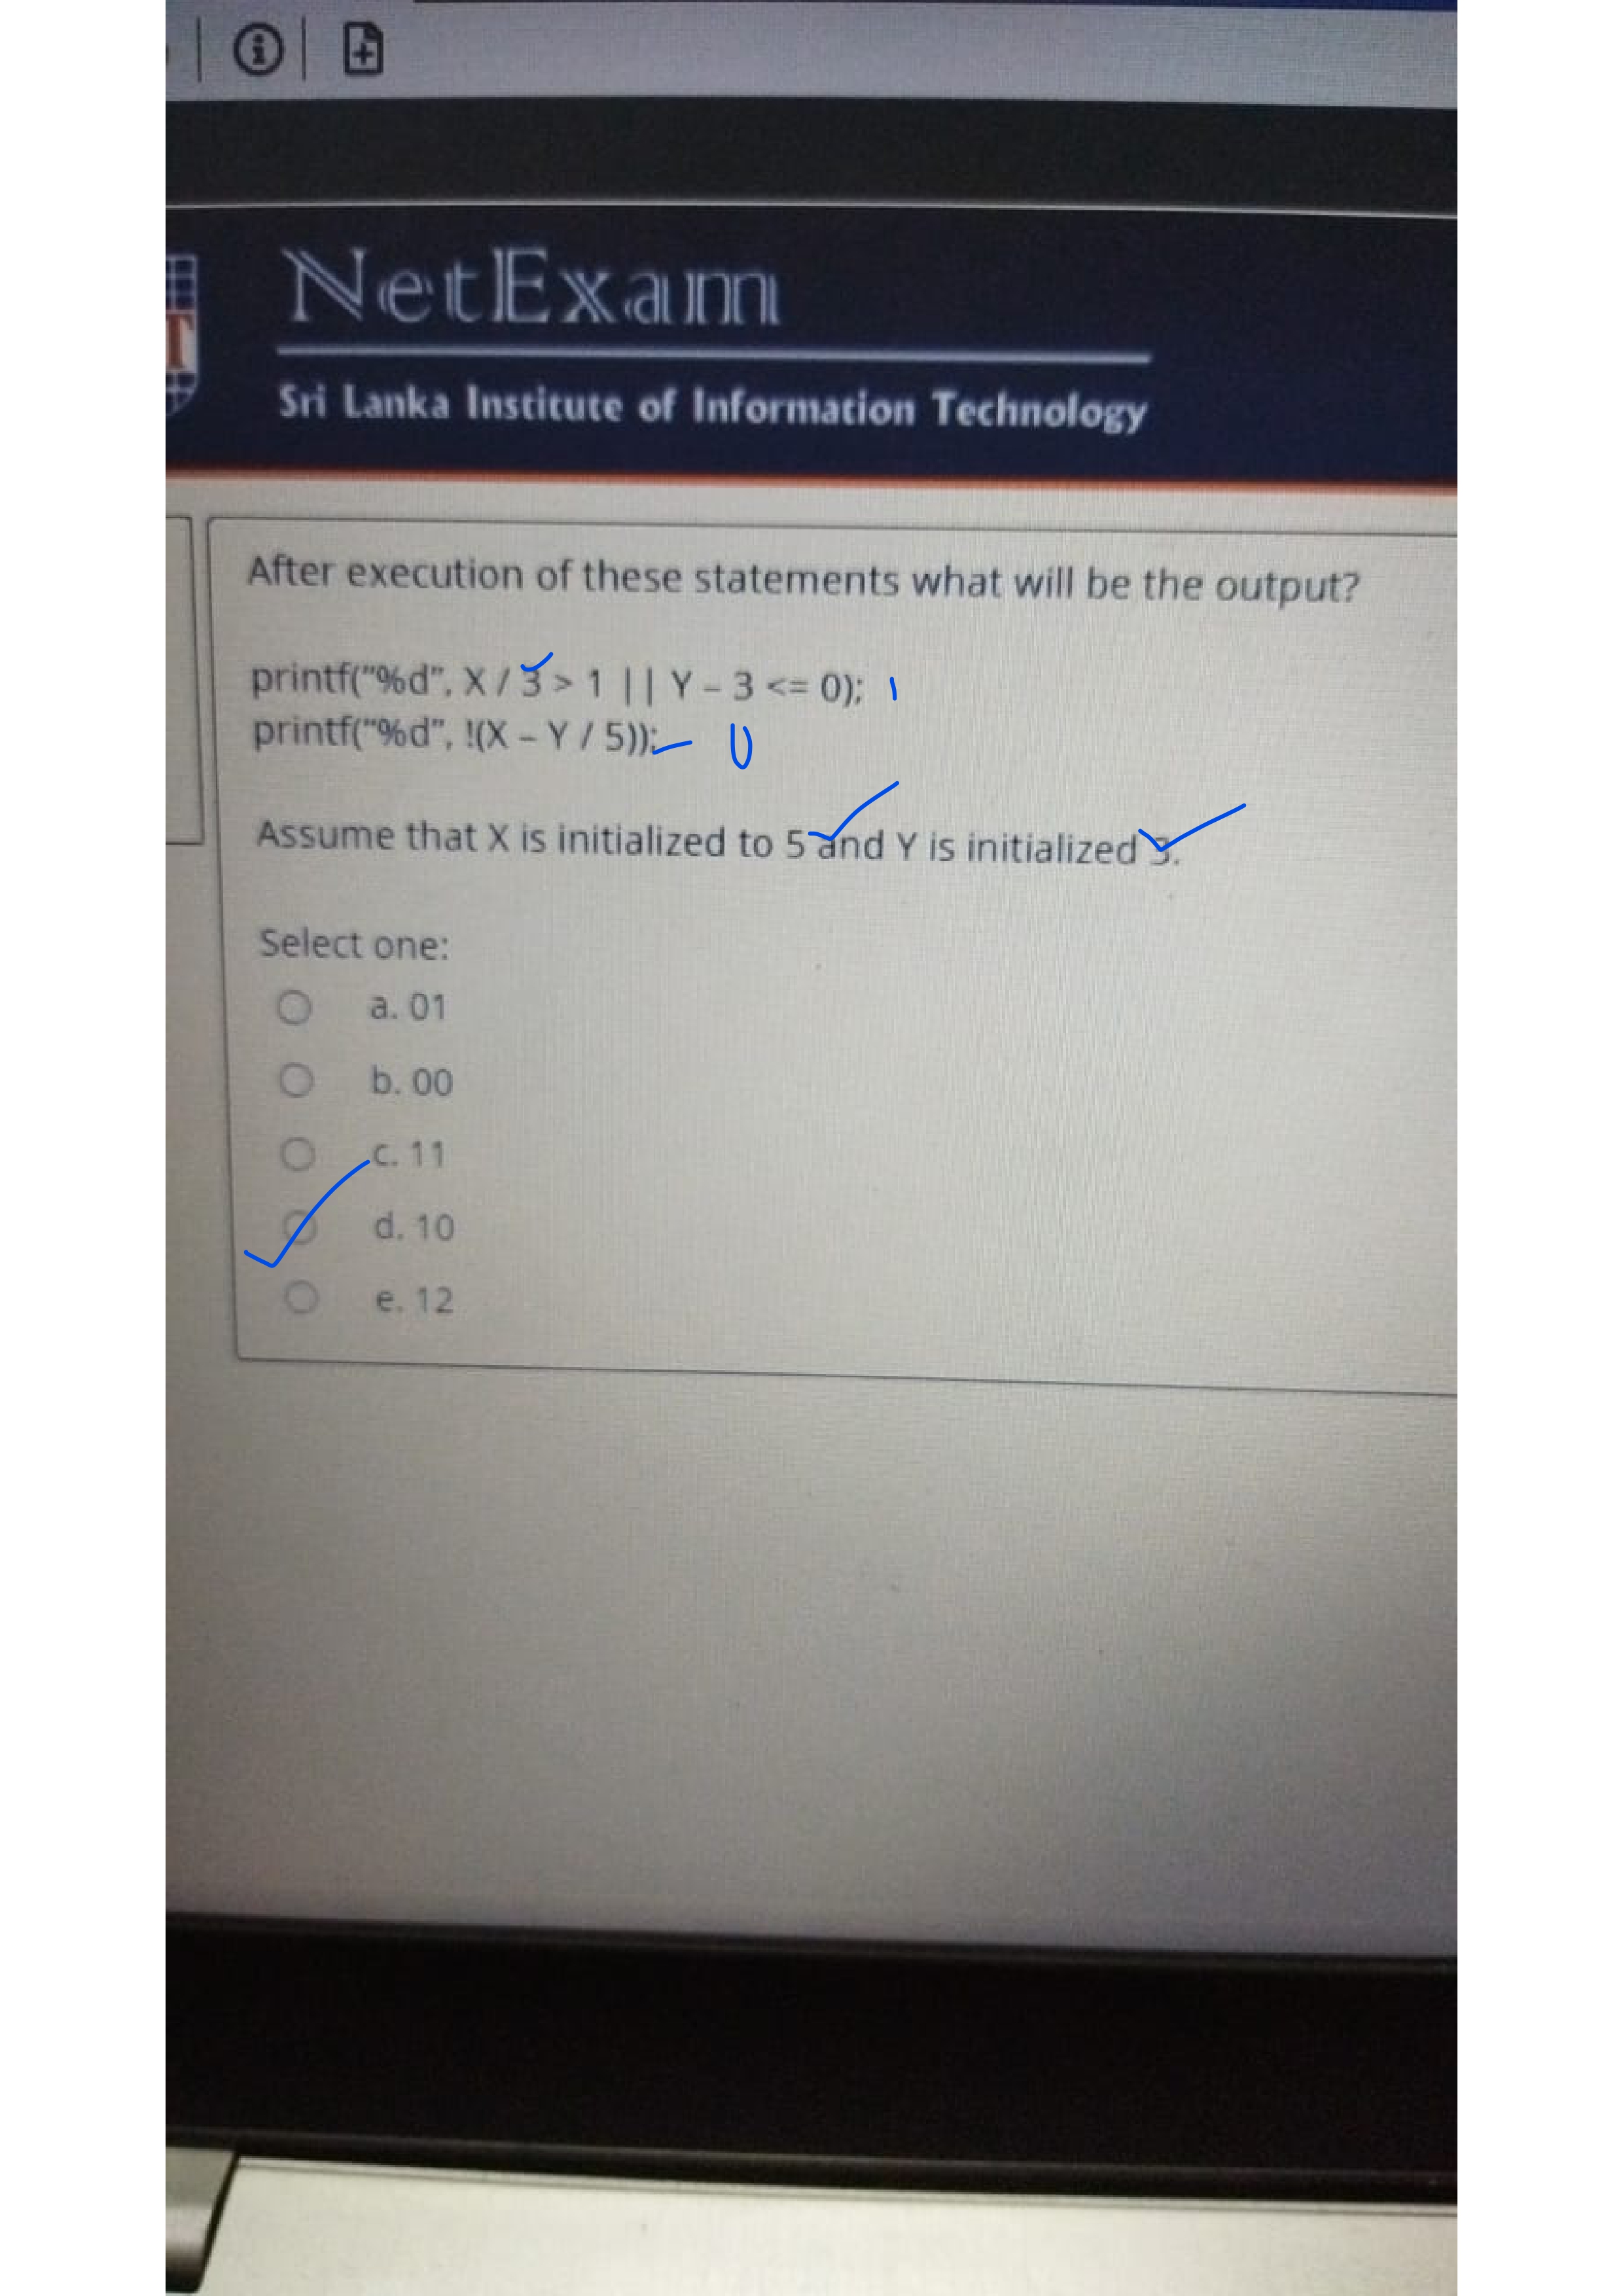 NetExam
Sri Lanka Institute of Information Technology
After execution of these statements what will be the output?
printf("%d", X / 3 > 1 || Y – 3 <= 0); 1
printf("%d", !(X – Y / 5)); – 0
Assume that X is initialized to 5 and Y is initialized 3.
Select one:
a. 01
b. 00
c. 11
d. 10
e. 12